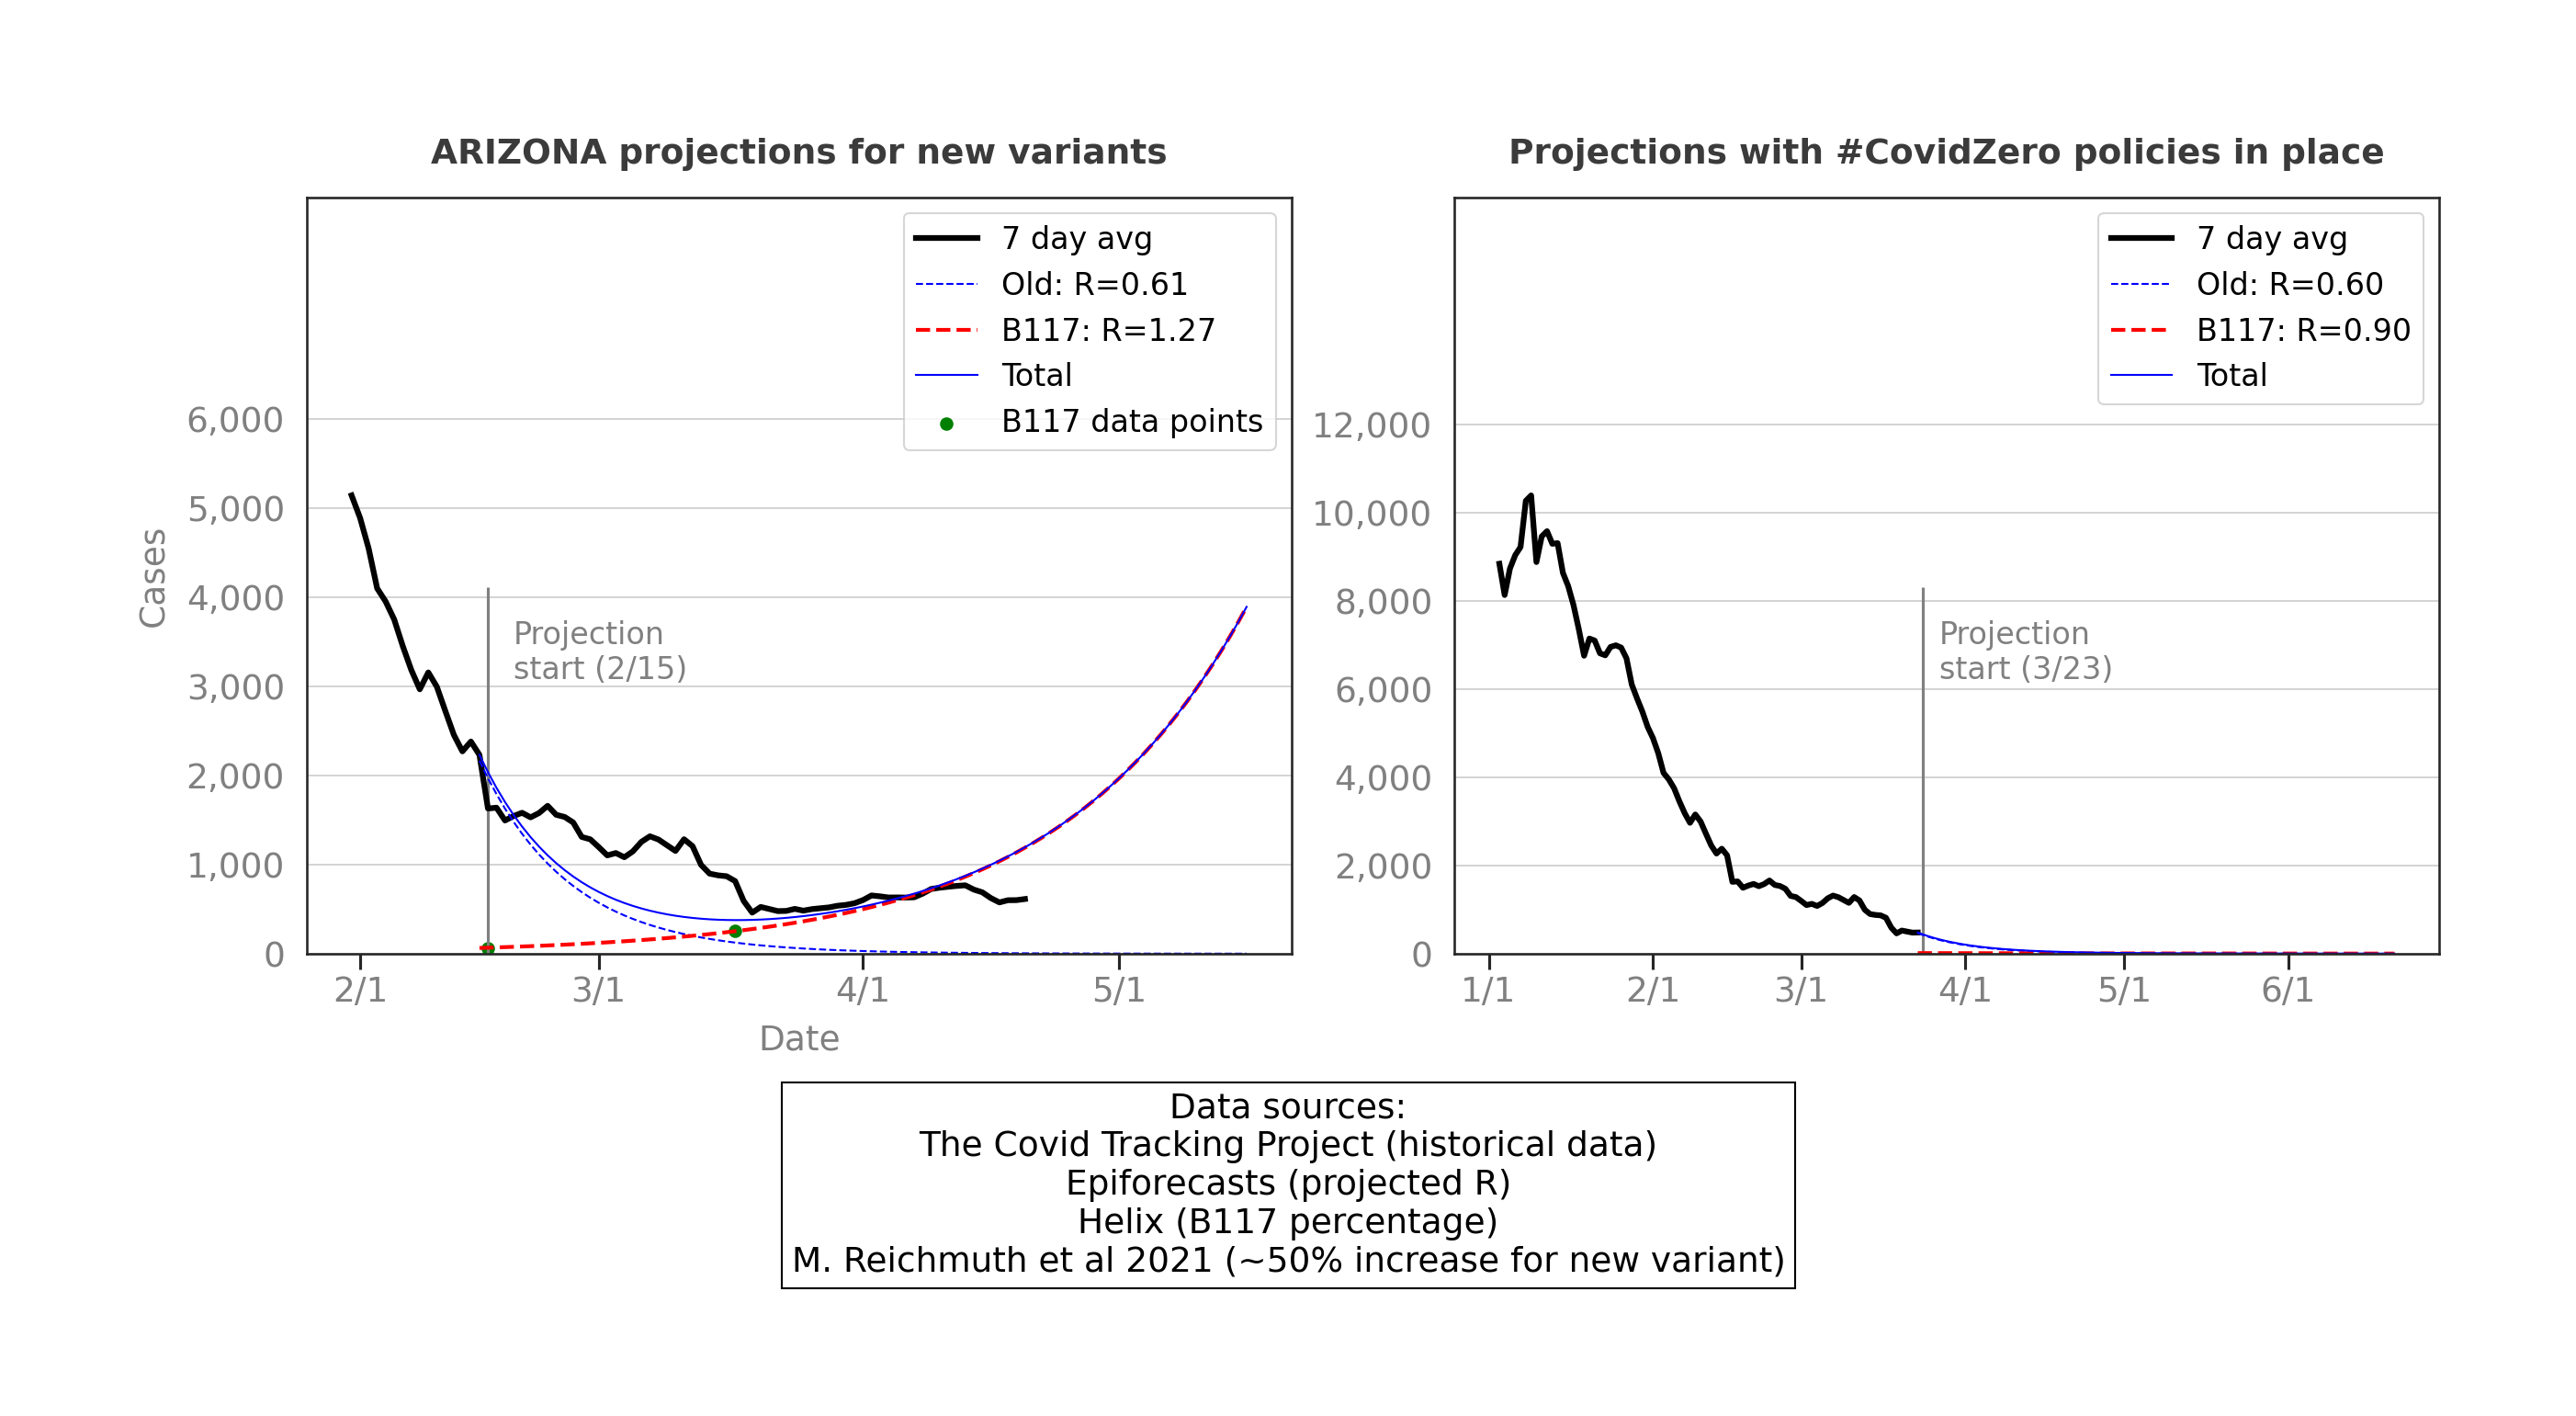 ARIZONA projections for new variants
7 day avg
Old: R=0.61
B117: R=1.27
Total
B117 data points
6,000
5,000
4,000
3,000
2,000
1,000
0
Cases
Projection
start (2/15)
2/1
3/1
4/1
5/1
Date
Projections with #CovidZero policies in place
7 day avg
Old: R=0.60
B117: R=0.90
Total
12,000
10,000
8,000
6,000
4,000
2,000
0
Projection
start (3/23)
1/1
2/1
3/1
4/1
5/1
6/1
Data sources:
The Covid Tracking Project (historical data)
Epiforecasts (projected R)
Helix (B117 percentage)
M. Reichmuth et al 2021 (~50% increase for new variant)